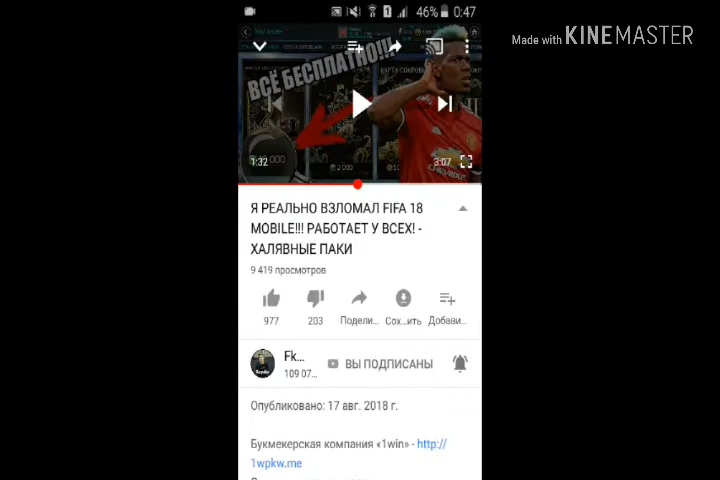 46% 0:47
Made with KINEMASTER
ВСЁ БЕСПЛАТНО!!!
1:32
3:07
Я РЕАЛЬНО ВЗЛОМАЛ FIFA 18
MOBILE!!! РАБОТАЕТ У ВСЕХ! -
ХАЛЯВНЫЕ ПАКИ
9 419 просмотров
977 203 Подели... Сох...ить Добави...
Fk...
ВЫ ПОДПИСАНЫ
109 07...
Опубликовано: 17 авг. 2018 г.
Букмекерская компания «1win» - http://
1wpkw.me